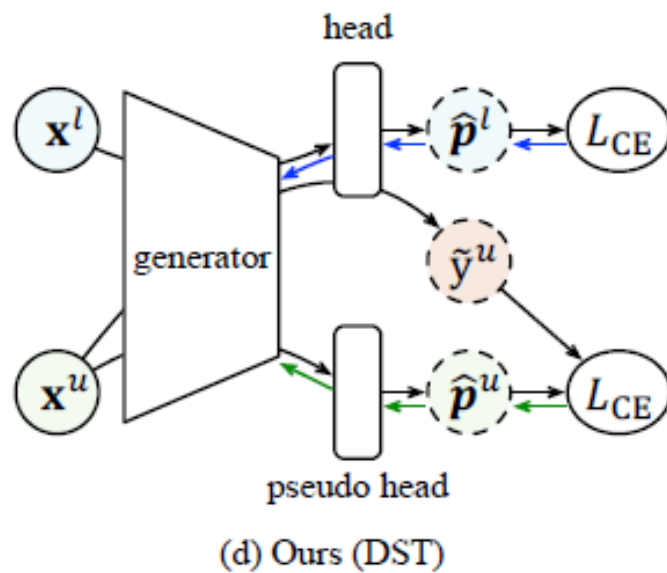 head
x^l
p̂^l
L_CE
generator
ỹ^u
x^u
p̂^u
L_CE
pseudo head
(d) Ours (DST)